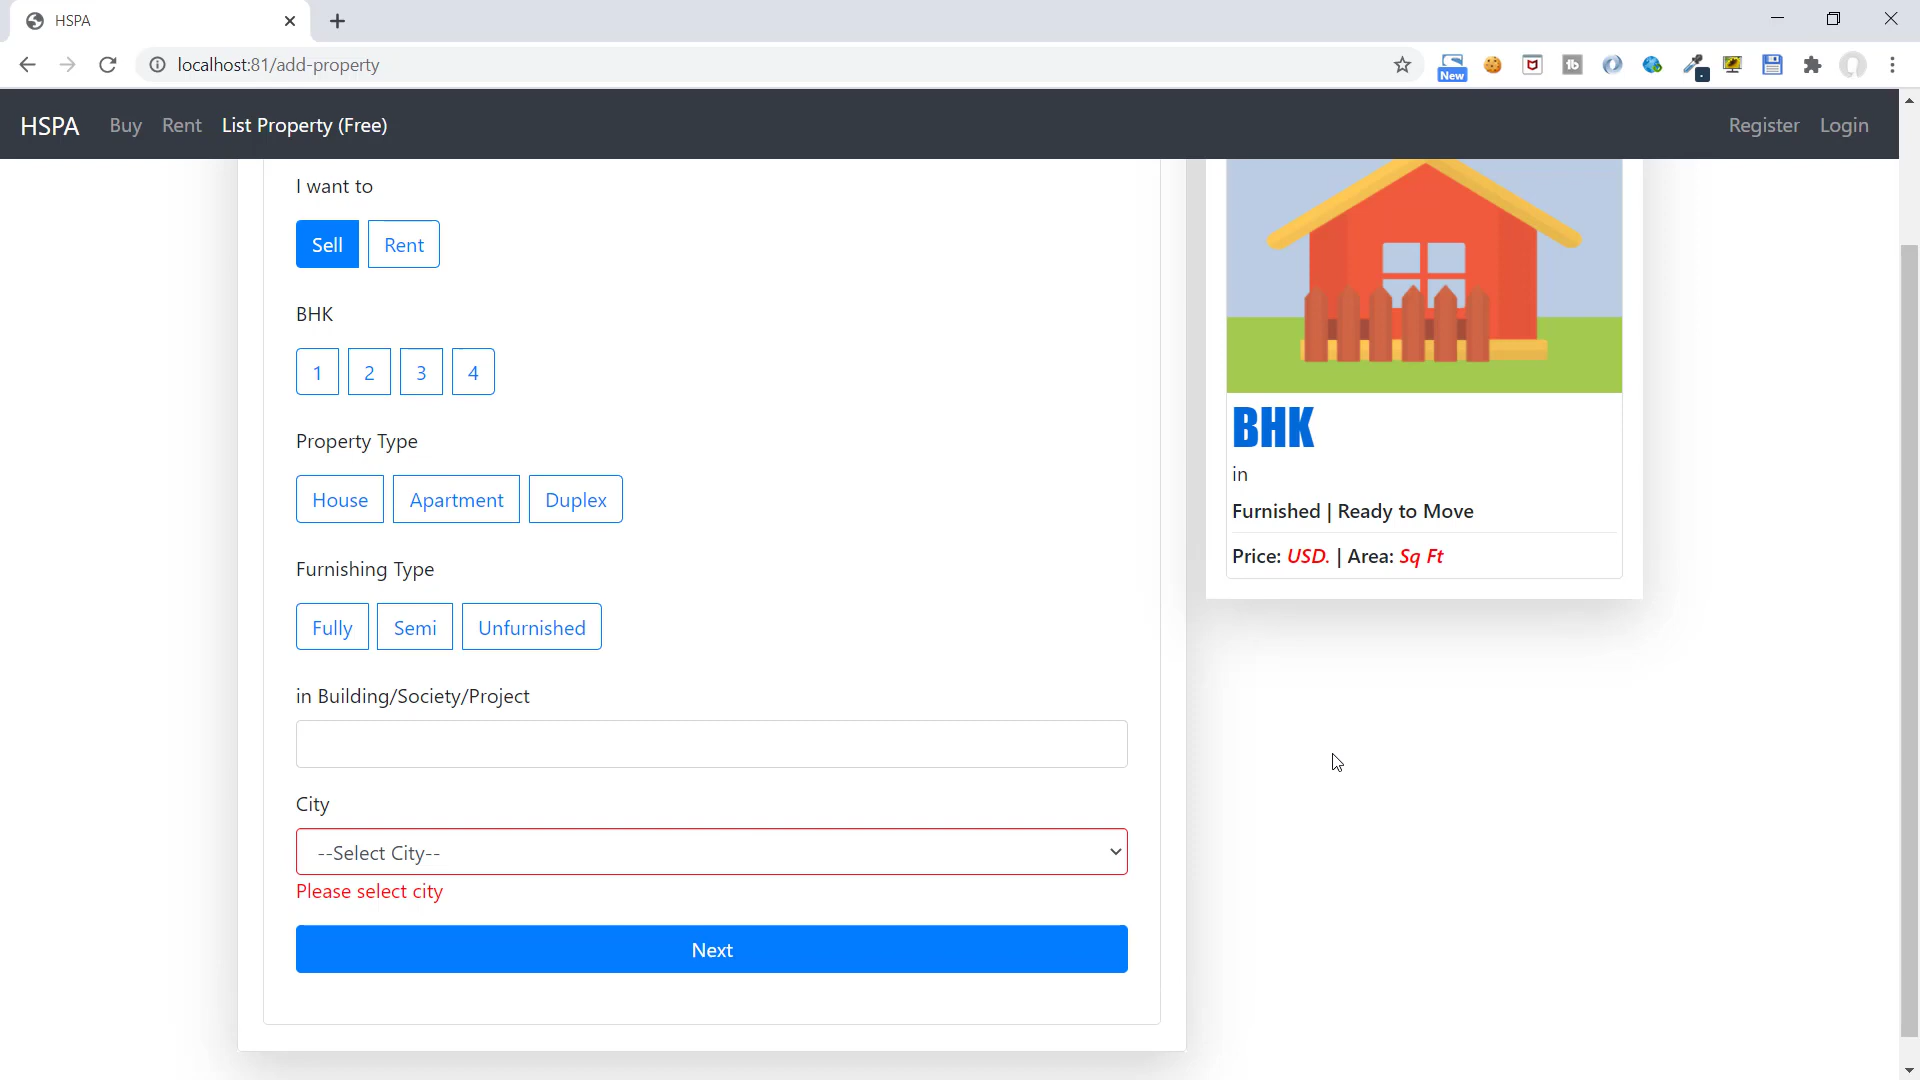 HSPA
localhost:81/add-property
New
HSPA Buy Rent List Property (Free) Register Login
I want to
Sell Rent
BHK
1 2 3 4
Property Type
House Apartment Duplex
Furnishing Type
Fully Semi Unfurnished
in Building/Society/Project
City
--Select City--
Please select city
Next
BHK
in
Furnished | Ready to Move
Price: USD. | Area: Sq Ft